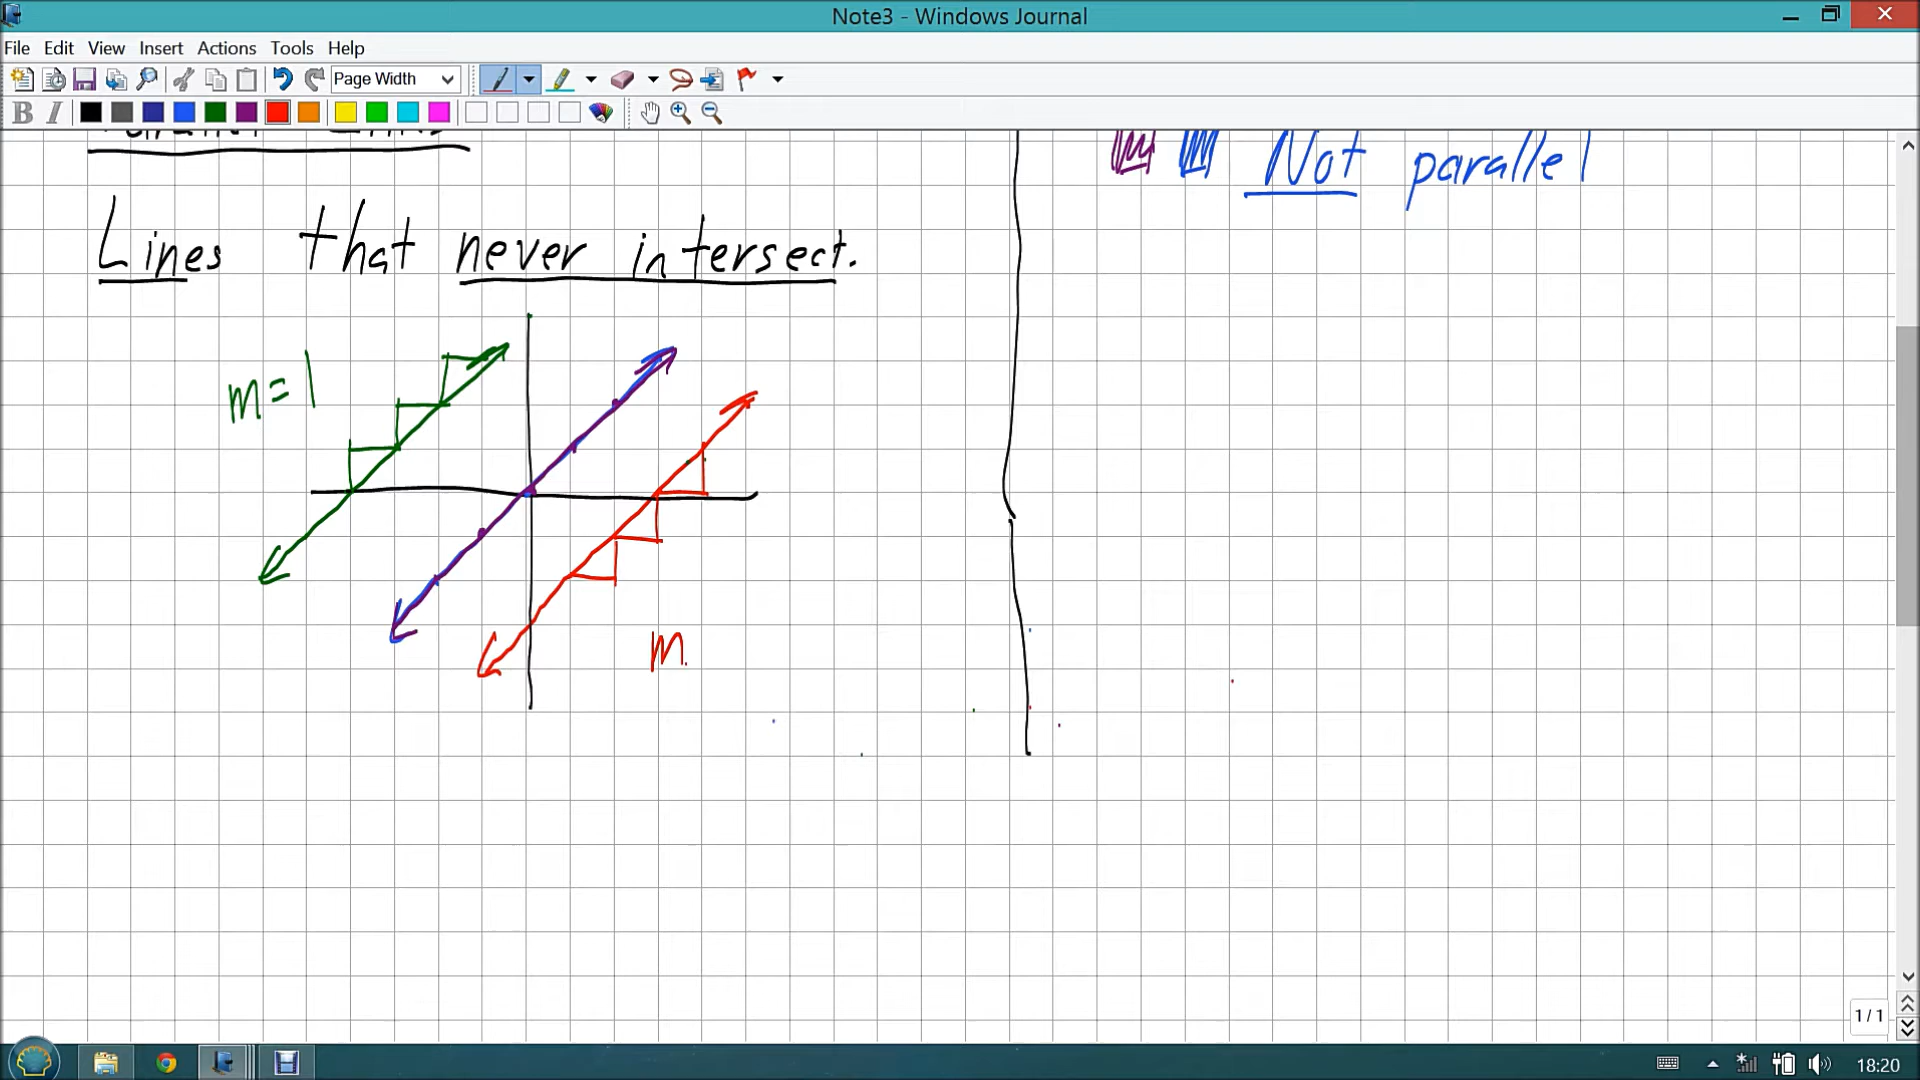 Note3 - Windows Journal
File Edit View Insert Actions Tools Help
Page Width
B I
Not parallel
Lines that never intersect.
m=1
m
1 / 1
18:20